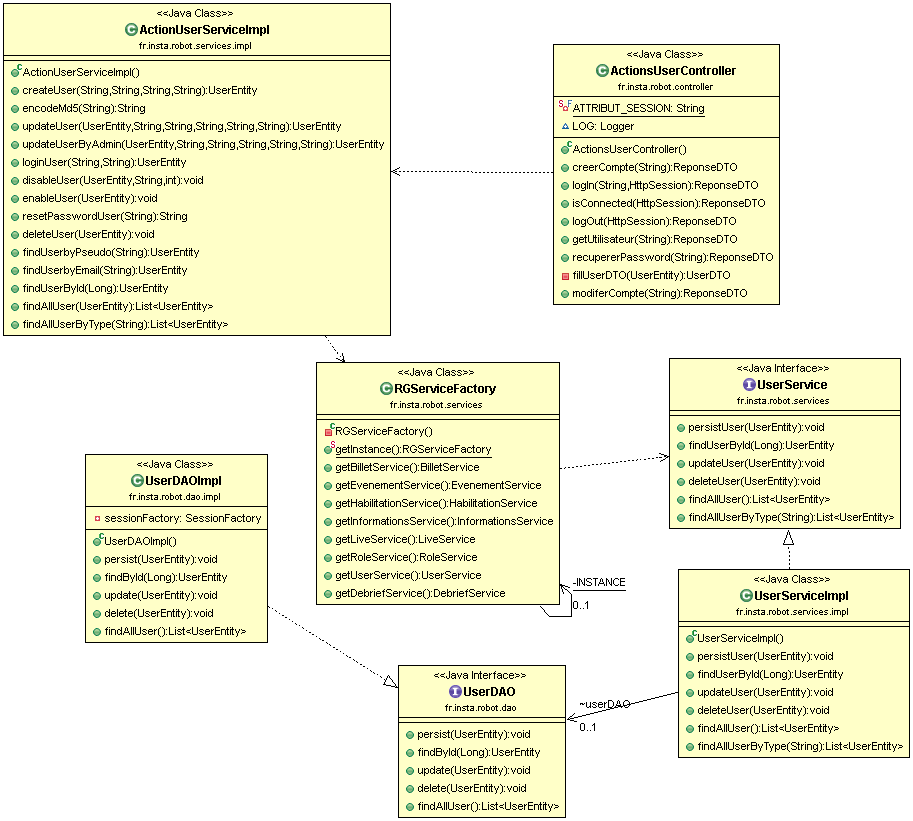 <<Java Class>>
ActionUserServiceImpl
fr.insta.robot.services.impl
ActionUserServiceImpl()
createUser(String,String,String,String):UserEntity
encodeMd5(String):String
updateUser(UserEntity,String,String,String,String,String):UserEntity
updateUserByAdmin(UserEntity,String,String,String,String,String):UserEntity
loginUser(String,String):UserEntity
disableUser(UserEntity,String,int):void
enableUser(UserEntity):void
resetPasswordUser(String):String
deleteUser(UserEntity):void
findUserbyPseudo(String):UserEntity
findUserbyEmail(String):UserEntity
findUserById(Long):UserEntity
findAllUser(UserEntity):List<UserEntity>
findAllUserByType(String):List<UserEntity>
<<Java Class>>
ActionsUserController
fr.insta.robot.controller
ATTRIBUT_SESSION: String
LOG: Logger
ActionsUserController()
creerCompte(String):ReponseDTO
logIn(String,HttpSession):ReponseDTO
isConnected(HttpSession):ReponseDTO
logOut(HttpSession):ReponseDTO
getUtilisateur(String):ReponseDTO
recupererPassword(String):ReponseDTO
fillUserDTO(UserEntity):UserDTO
modiferCompte(String):ReponseDTO
<<Java Class>>
RGServiceFactory
fr.insta.robot.services
RGServiceFactory()
getInstance():RGServiceFactory
getBilletService():BilletService
getEvenementService():EvenementService
getHabilitationService():HabilitationService
getInformationsService():InformationsService
getLiveService():LiveService
getRoleService():RoleService
getUserService():UserService
getDebriefService():DebriefService
-INSTANCE
0..1
<<Java Interface>>
UserService
fr.insta.robot.services
persistUser(UserEntity):void
findUserById(Long):UserEntity
updateUser(UserEntity):void
deleteUser(UserEntity):void
findAllUser():List<UserEntity>
findAllUserByType(String):List<UserEntity>
<<Java Class>>
UserDAOImpl
fr.insta.robot.dao.impl
sessionFactory: SessionFactory
UserDAOImpl()
persist(UserEntity):void
findById(Long):UserEntity
update(UserEntity):void
delete(UserEntity):void
findAllUser():List<UserEntity>
<<Java Class>>
UserServiceImpl
fr.insta.robot.services.impl
UserServiceImpl()
persistUser(UserEntity):void
findUserById(Long):UserEntity
updateUser(UserEntity):void
deleteUser(UserEntity):void
findAllUser():List<UserEntity>
findAllUserByType(String):List<UserEntity>
~userDAO
0..1
<<Java Interface>>
UserDAO
fr.insta.robot.dao
persist(UserEntity):void
findById(Long):UserEntity
update(UserEntity):void
delete(UserEntity):void
findAllUser():List<UserEntity>